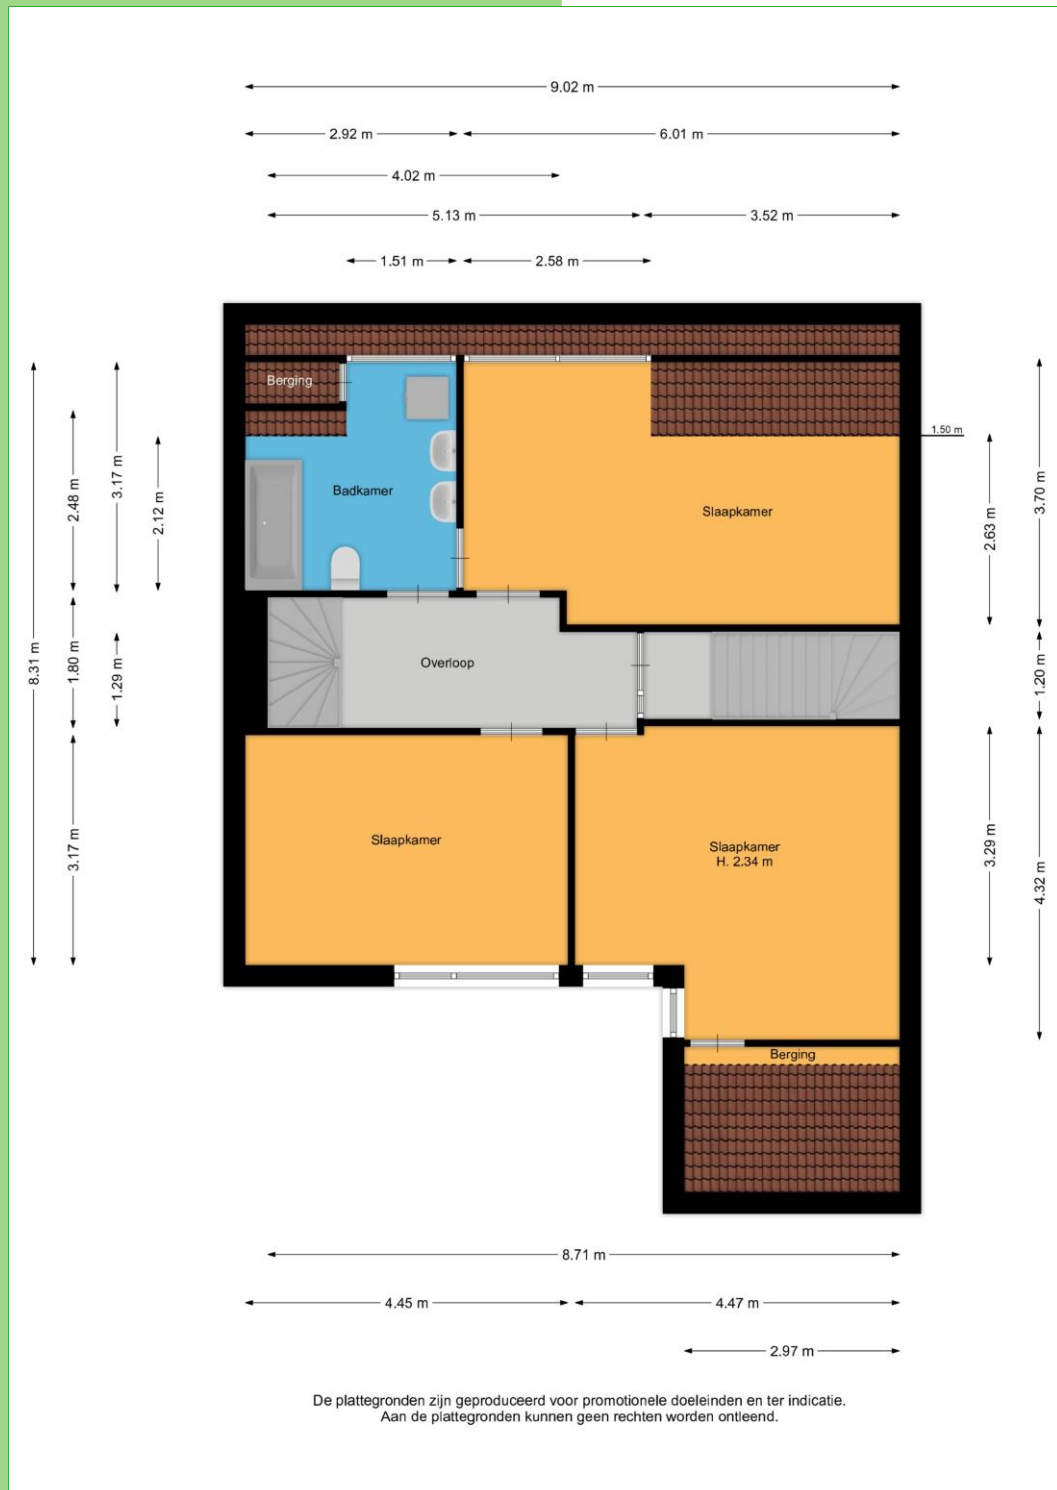 9.02 m
2.92 m
6.01 m
4.02 m
5.13 m
3.52 m
1.51 m
2.58 m
Berging
1.50 m
3.17 m
2.48 m
2.12 m
Badkamer
Slaapkamer
2.63 m
3.70 m
8.31 m
1.80 m
1.29 m
Overloop
1.20 m
3.17 m
Slaapkamer
Slaapkamer
H. 2.34 m
3.29 m
4.32 m
Berging
8.71 m
4.45 m
4.47 m
2.97 m
De plattegronden zijn geproduceerd voor promotionele doeleinden en ter indicatie.
Aan de plattegronden kunnen geen rechten worden ontleend.